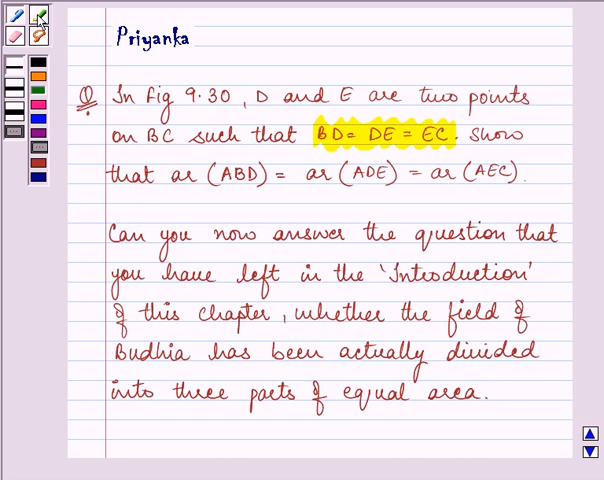 Priyanka
Q In Fig 9.30, D and E are two points
on BC such that BD = DE = EC. Show
that ar (ABD) = ar (ADE) = ar (AEC).
Can you now answer the question that
you have left in the 'Introduction'
of this chapter, whether the field of
Budhia has been actually divided
into three parts of equal area.